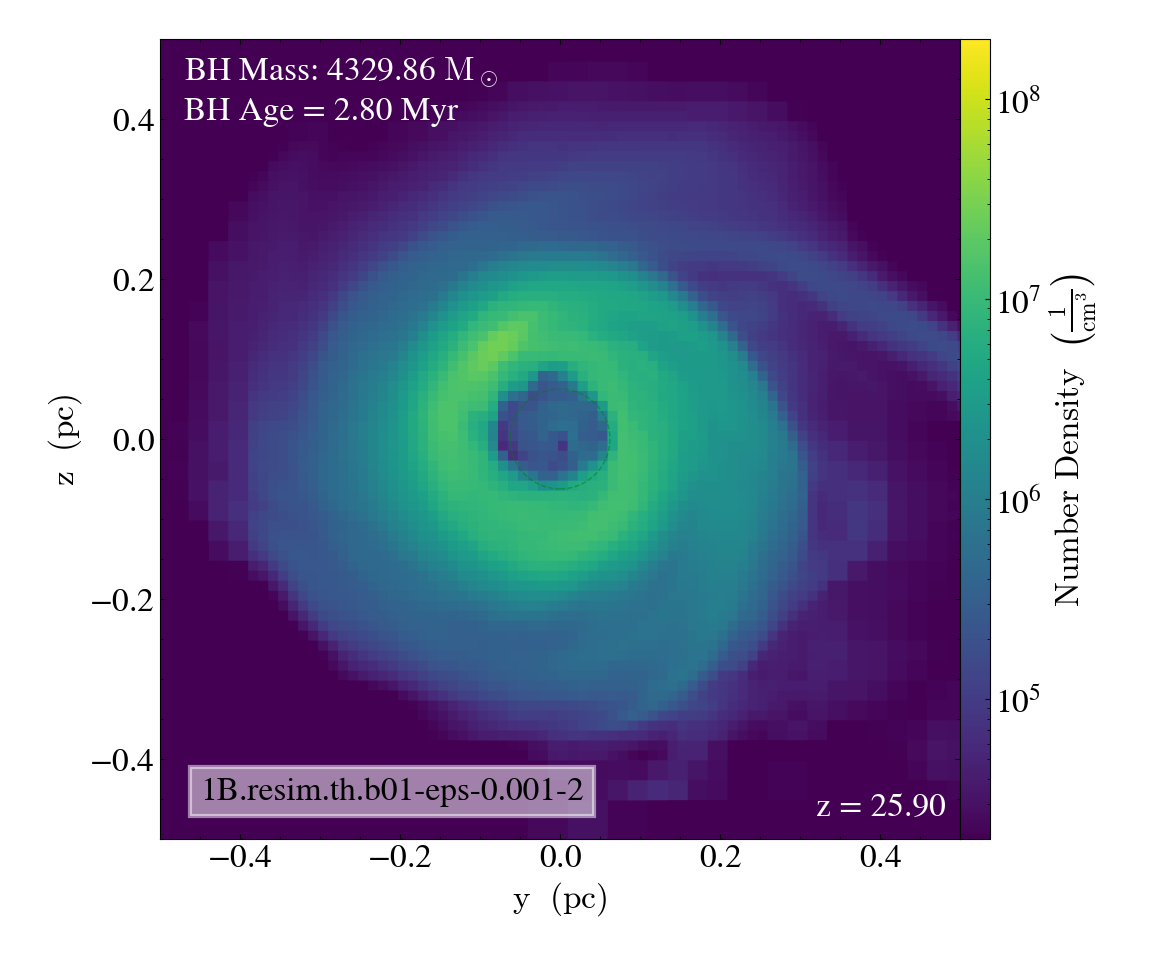 BH Mass: 4329.86 M⊙
BH Age = 2.80 Myr
0.4
0.2
0.0
−0.2
−0.4
z (pc)
1B.resim.th.b01-eps-0.001-2
z = 25.90
−0.4 −0.2 0.0 0.2 0.4
y (pc)
10⁸
10⁷
10⁶
10⁵
Number Density (1/cm³)